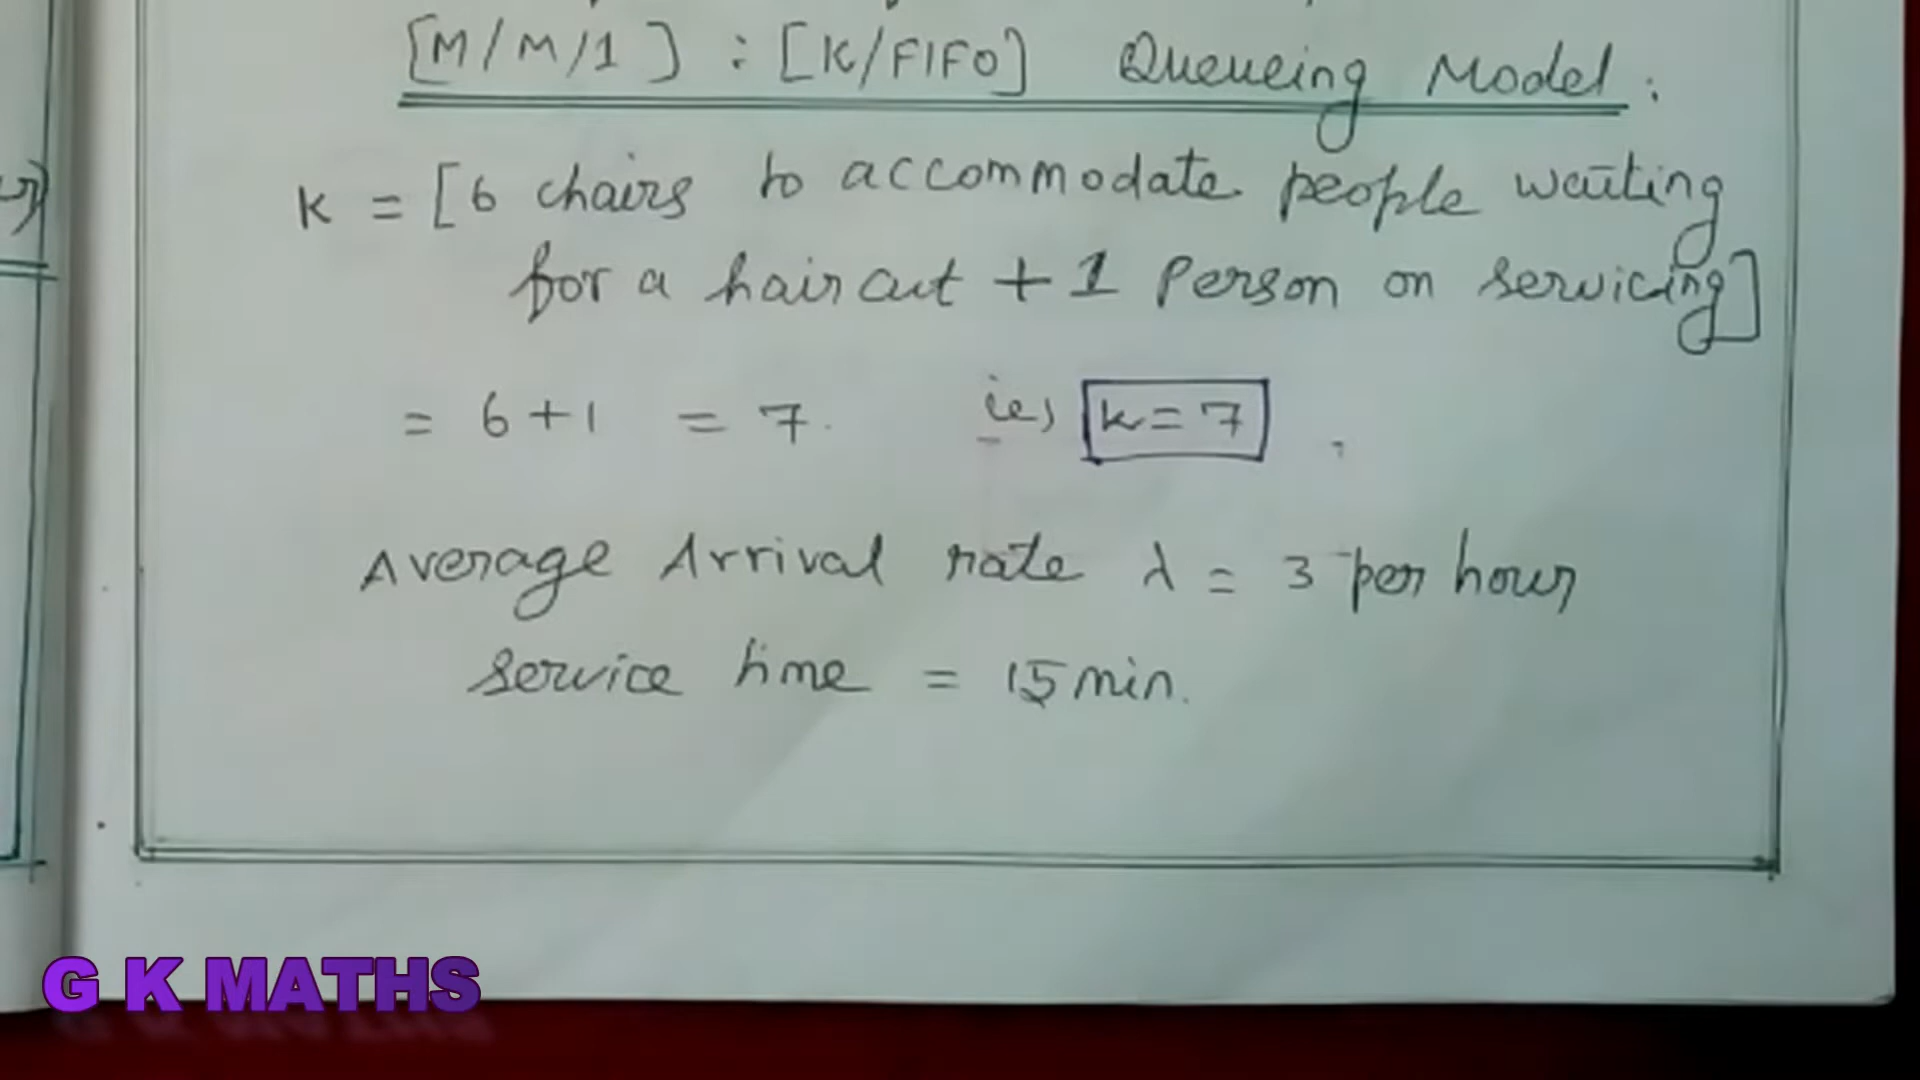 [M/M/1] : [K/FIFO] Queueing Model :
K = [6 chairs to accommodate people waiting
for a hair cut + 1 Person on servicing]
= 6+1 = 7. ie) k=7
Average Arrival rate λ = 3 per hour
service time = 15 min.
G K MATHS